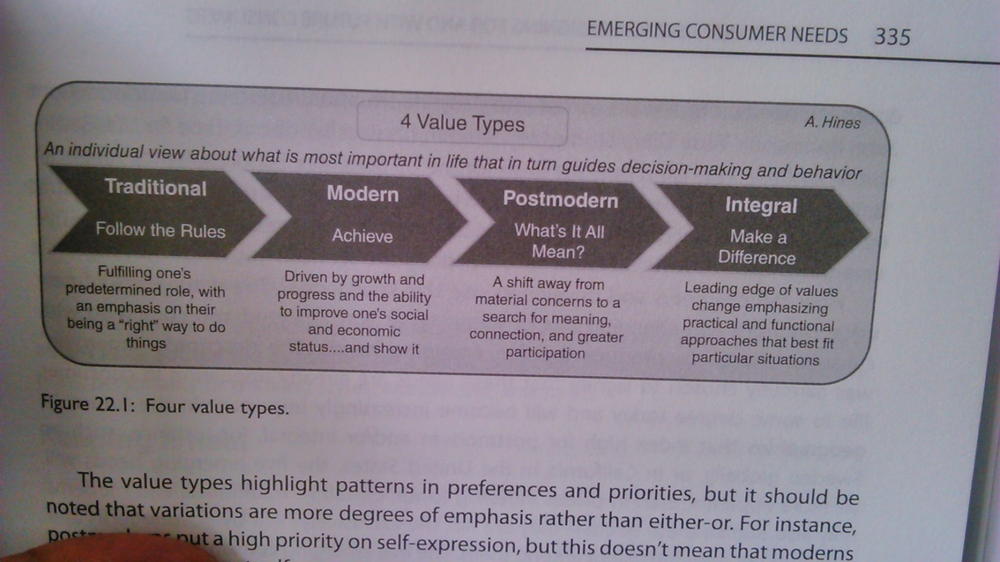 EMERGING CONSUMER NEEDS 335
4 Value Types
A. Hines
An individual view about what is most important in life that in turn guides decision-making and behavior
Traditional
Follow the Rules
Fulfilling one's
predetermined role, with
an emphasis on their
being a "right" way to do
things
Modern
Achieve
Driven by growth and
progress and the ability
to improve one's social
and economic
status....and show it
Postmodern
What's It All
Mean?
A shift away from
material concerns to a
search for meaning,
connection, and greater
participation
Integral
Make a
Difference
Leading edge of values
change emphasizing
practical and functional
approaches that best fit
particular situations
Figure 22.1: Four value types.
The value types highlight patterns in preferences and priorities, but it should be
noted that variations are more degrees of emphasis rather than either-or. For instance,
put a high priority on self-expression, but this doesn't mean that moderns